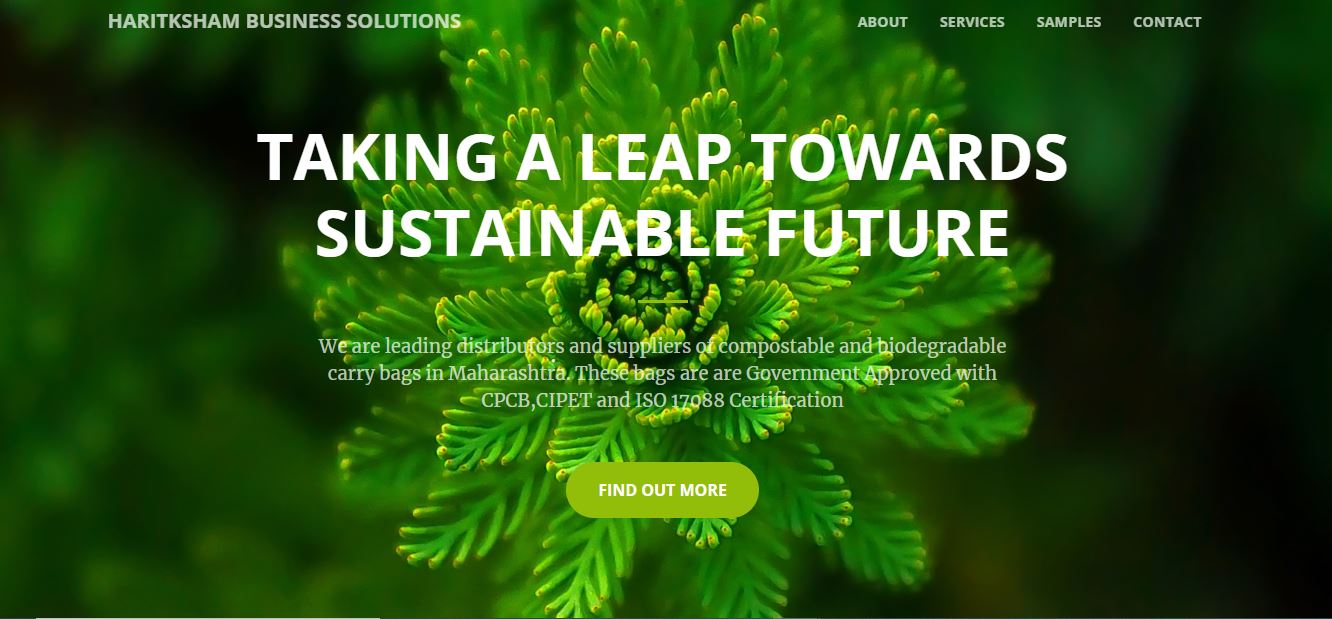 HARITKSHAM BUSINESS SOLUTIONS
ABOUT SERVICES SAMPLES CONTACT
TAKING A LEAP TOWARDS
SUSTAINABLE FUTURE
We are leading distributors and suppliers of compostable and biodegradable
carry bags in Maharashtra. These bags are are Government Approved with
CPCB,CIPET and ISO 17088 Certification
FIND OUT MORE